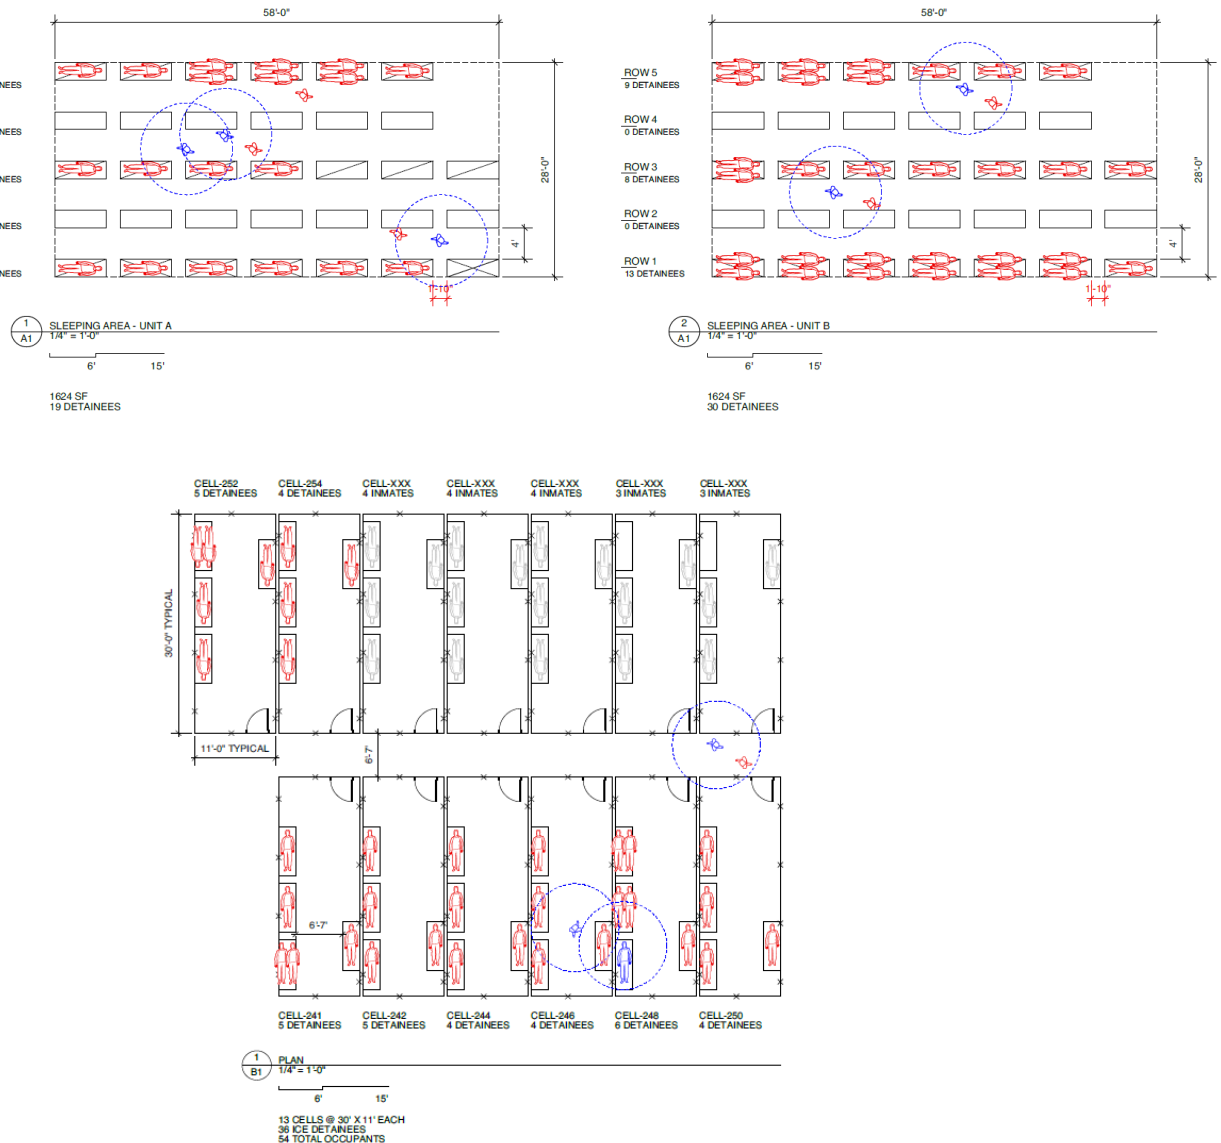 58'-0"
58'-0"
NEES
NEES
NEES
NEES
NEES
28'-0"
4'
1'-10"
ROW 5
9 DETAINEES
ROW 4
0 DETAINEES
ROW 3
8 DETAINEES
ROW 2
0 DETAINEES
ROW 1
13 DETAINEES
28'-0"
4'
1'-10"
1
A1
SLEEPING AREA - UNIT A
1/4" = 1'-0"
6'
15'
1624 SF
19 DETAINEES
2
A1
SLEEPING AREA - UNIT B
1/4" = 1'-0"
6'
15'
1624 SF
30 DETAINEES
CELL-252
5 DETAINEES
CELL-254
4 DETAINEES
CELL-XXX
4 INMATES
CELL-XXX
4 INMATES
CELL-XXX
4 INMATES
CELL-XXX
3 INMATES
CELL-XXX
3 INMATES
30'-0" TYPICAL
11'-0" TYPICAL
6'-7"
6'-7"
CELL-241
5 DETAINEES
CELL-242
5 DETAINEES
CELL-244
4 DETAINEES
CELL-246
4 DETAINEES
CELL-248
6 DETAINEES
CELL-250
4 DETAINEES
1
B1
PLAN
1/4" = 1'-0"
6'
15'
13 CELLS @ 30' X 11' EACH
36 ICE DETAINEES
54 TOTAL OCCUPANTS